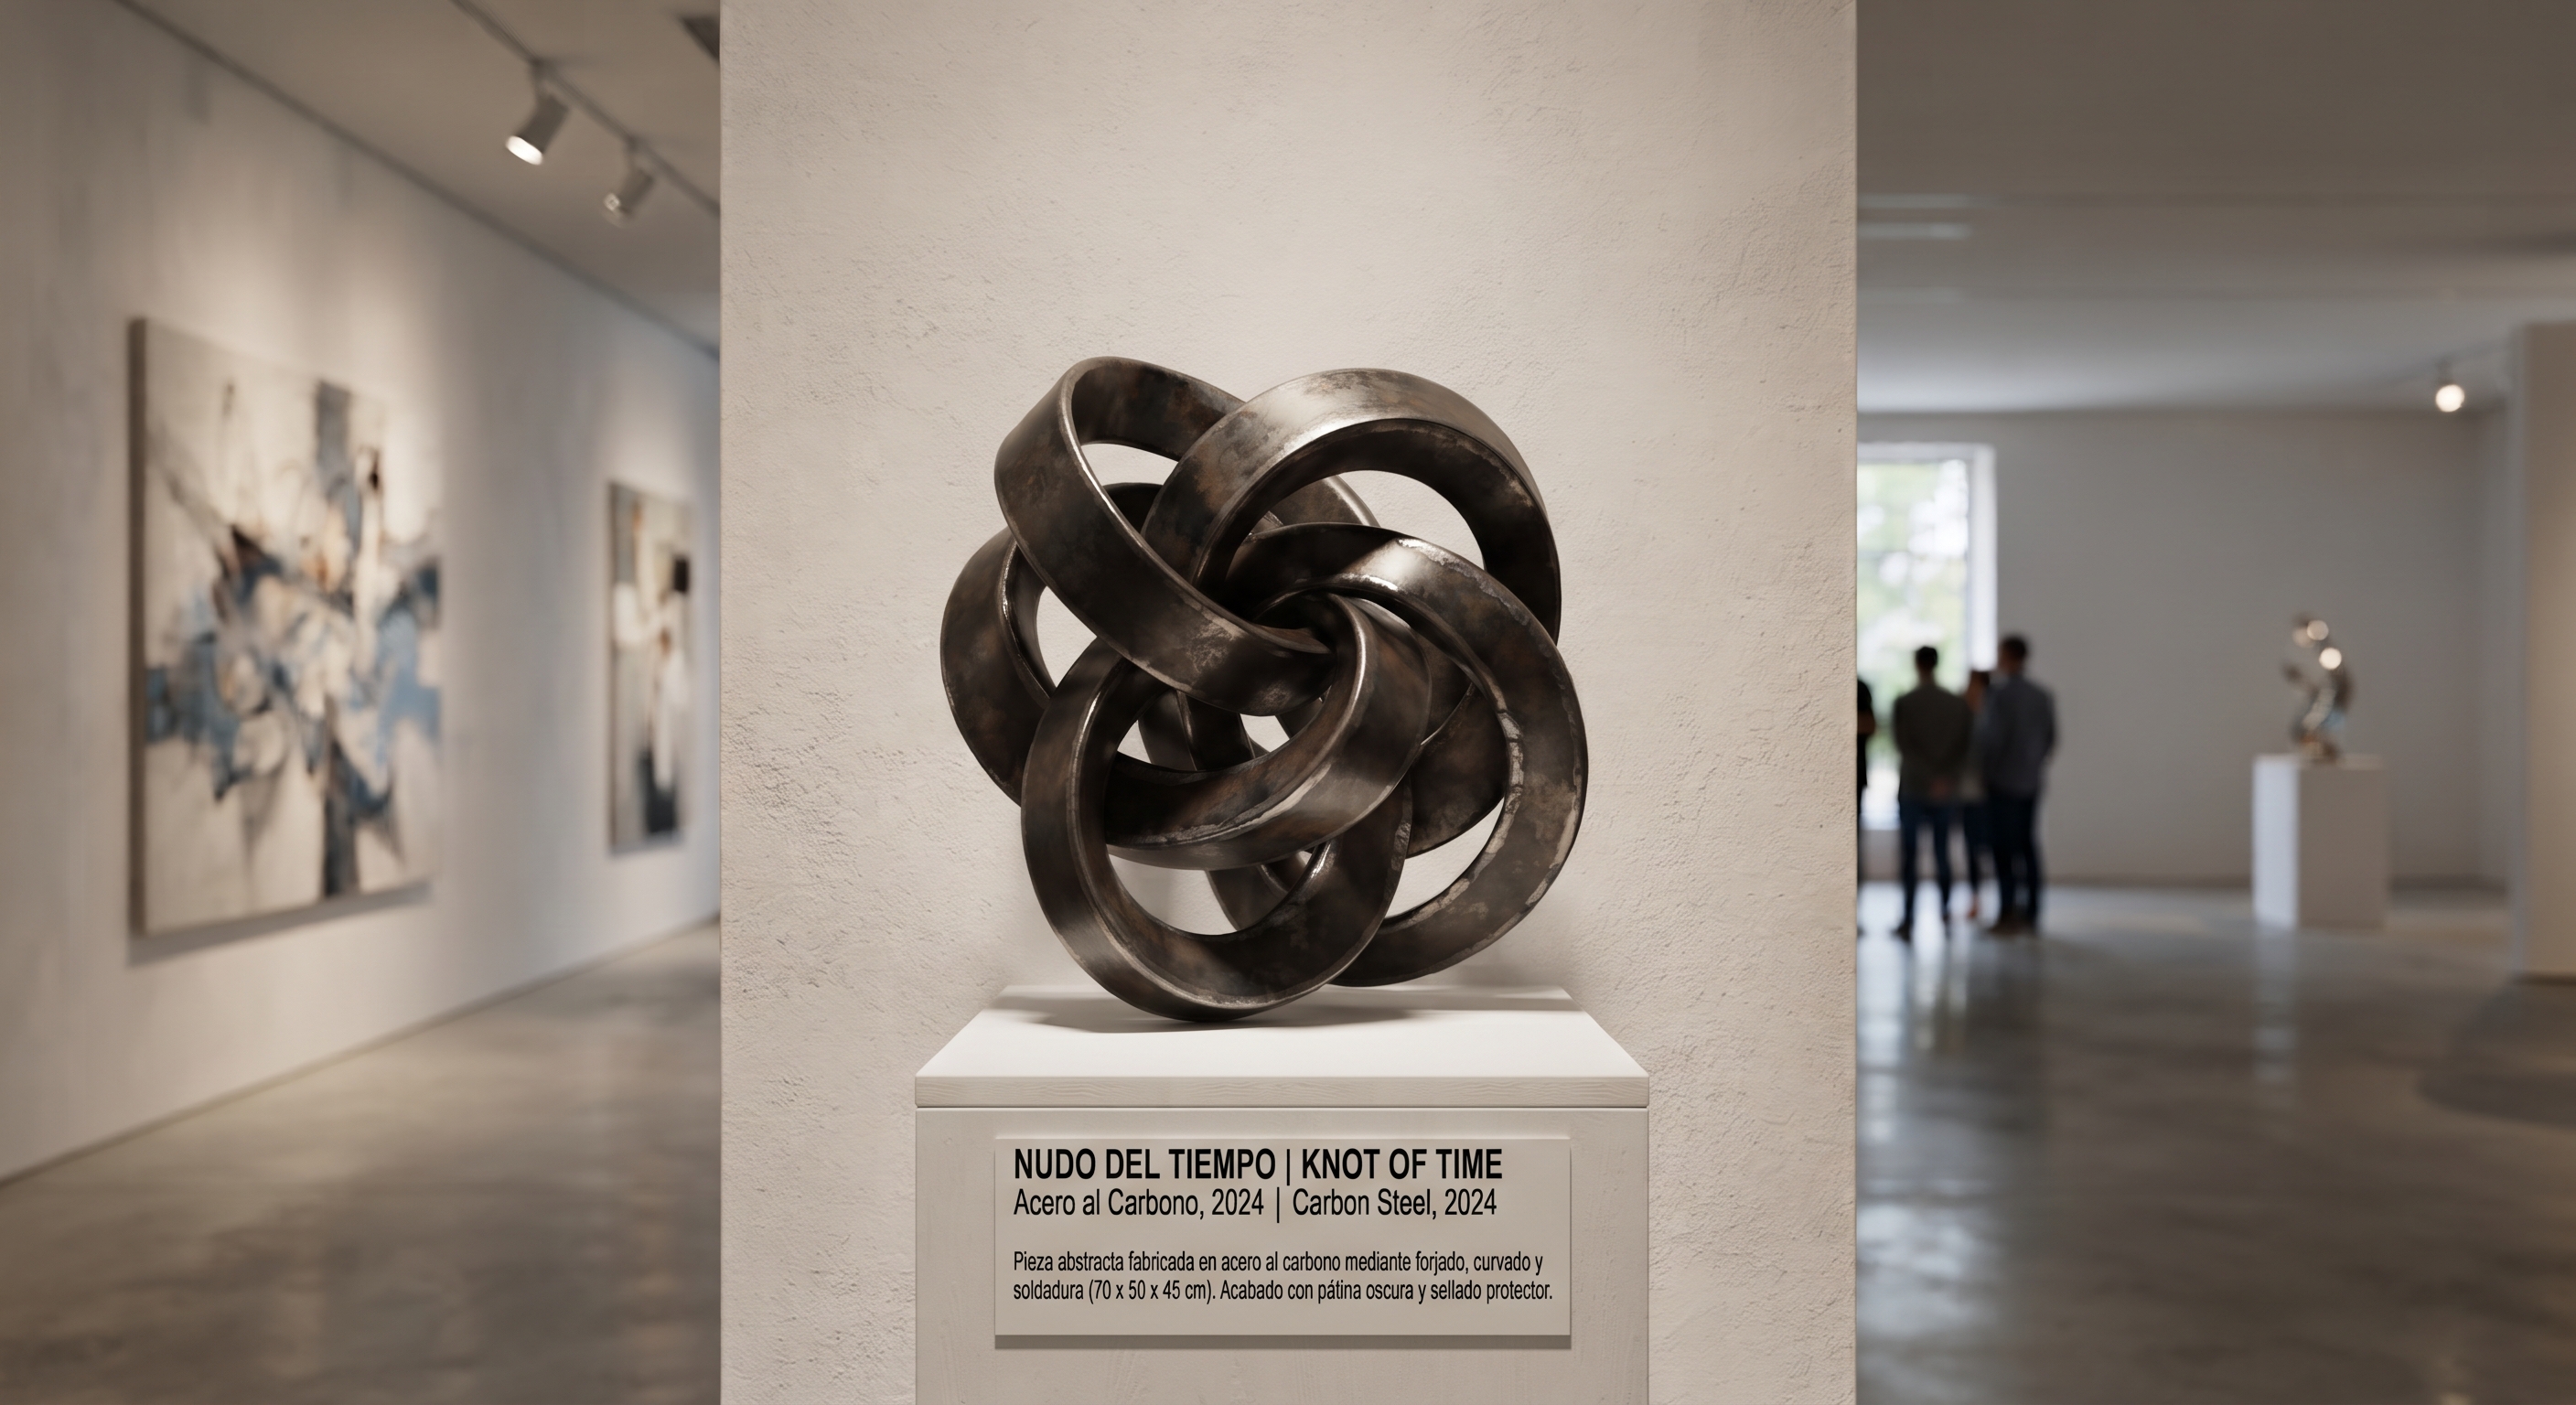 NUDO DEL TIEMPO | KNOT OF TIME
Acero al Carbono, 2024 | Carbon Steel, 2024
Pieza abstracta fabricada en acero al carbono mediante forjado, curvado y
soldadura (70 x 50 x 45 cm). Acabado con pátina oscura y sellado protector.